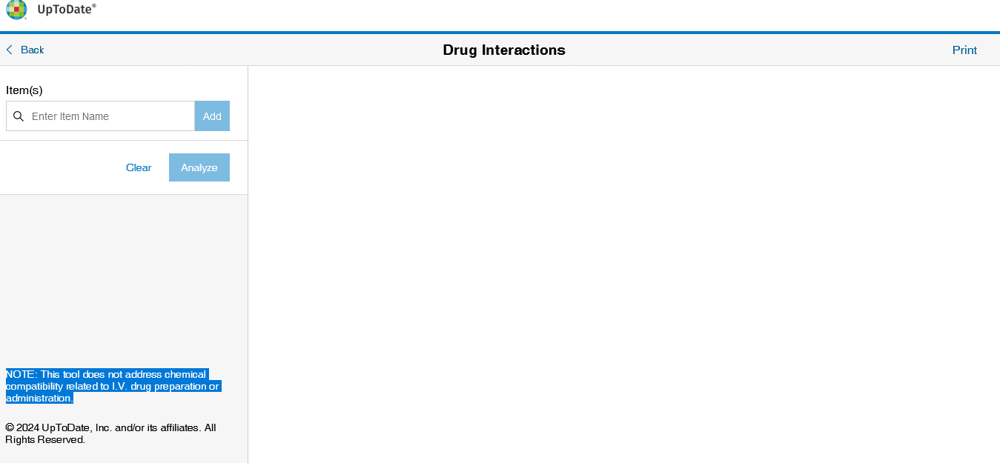 UpToDate®
Back
Drug Interactions
Print
Item(s)
Enter Item Name
Add
Clear
Analyze
NOTE: This tool does not address chemical
compatibility related to I.V. drug preparation or
administration.
© 2024 UpToDate, Inc. and/or its affiliates. All
Rights Reserved.